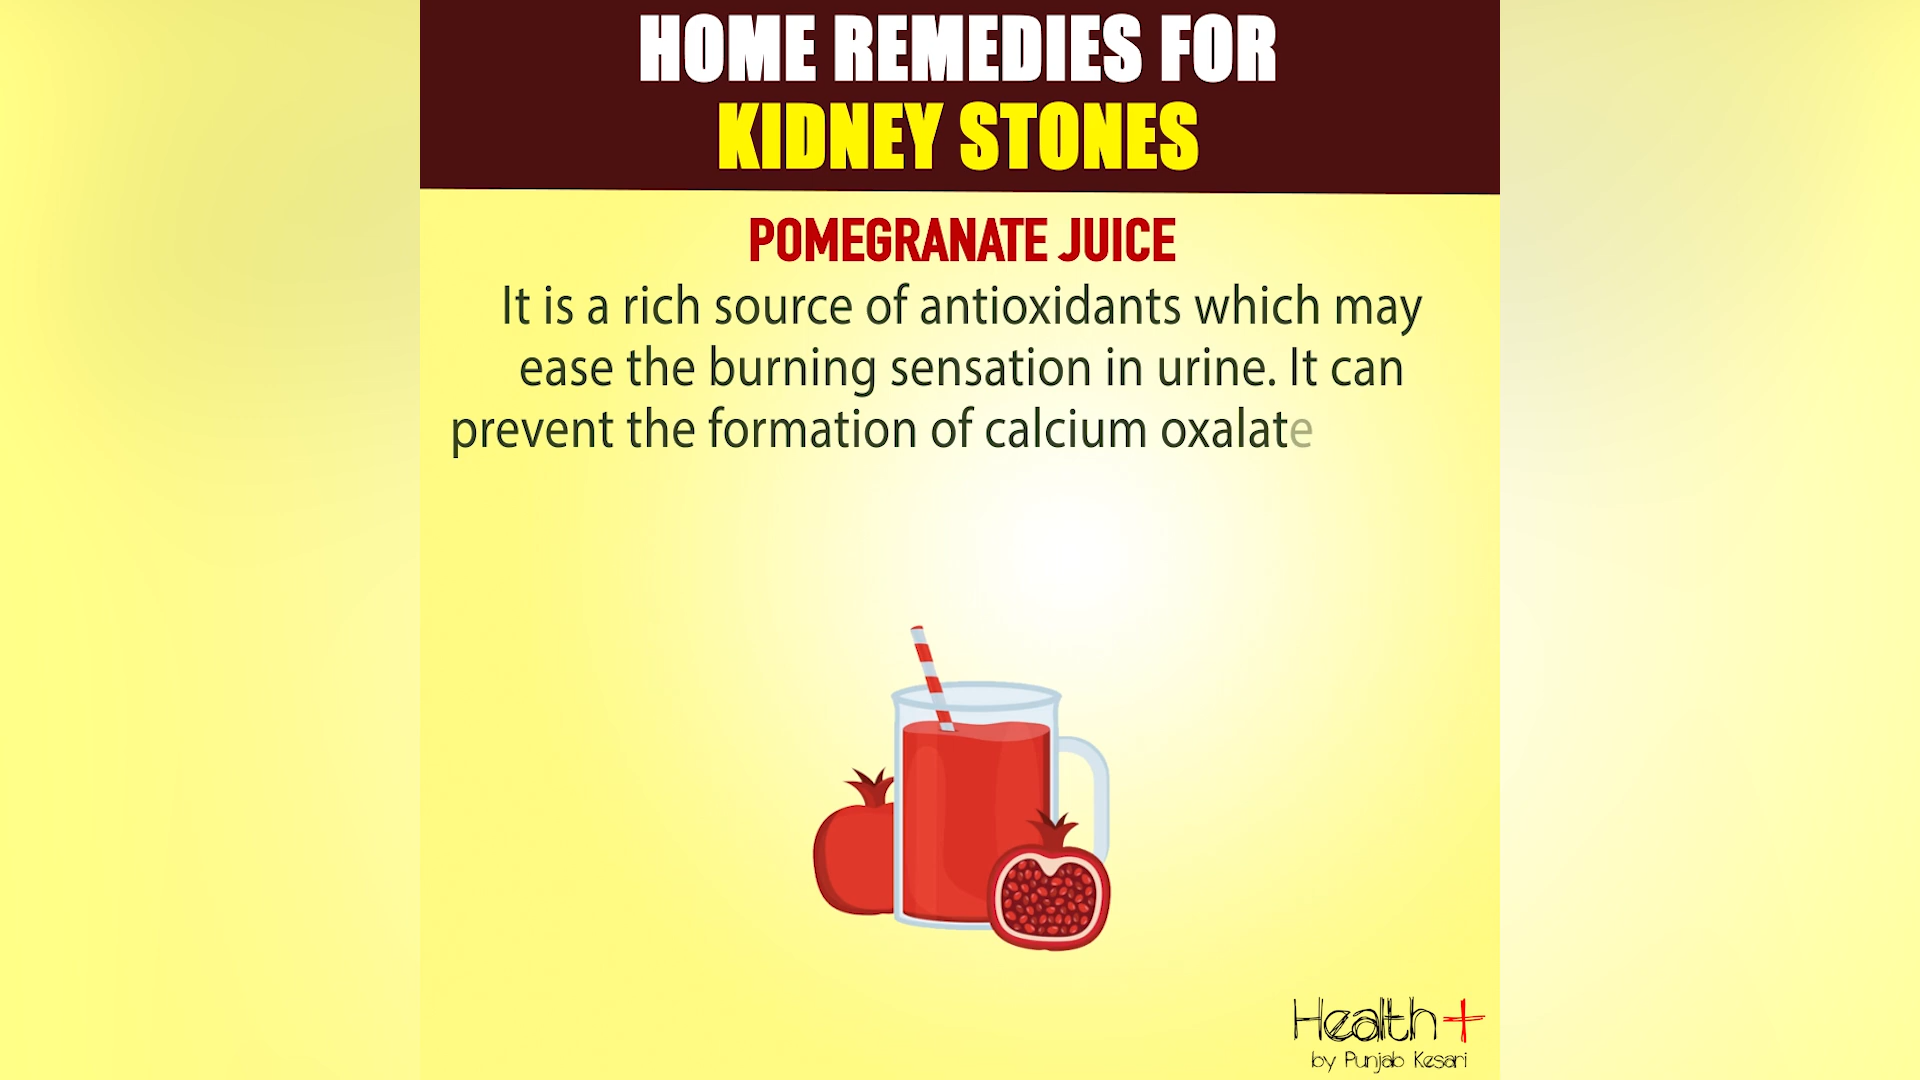 HOME REMEDIES FOR
KIDNEY STONES
POMEGRANATE JUICE
It is a rich source of antioxidants which may
ease the burning sensation in urine. It can
prevent the formation of calcium oxalate
Health+
by Punjab Kesari